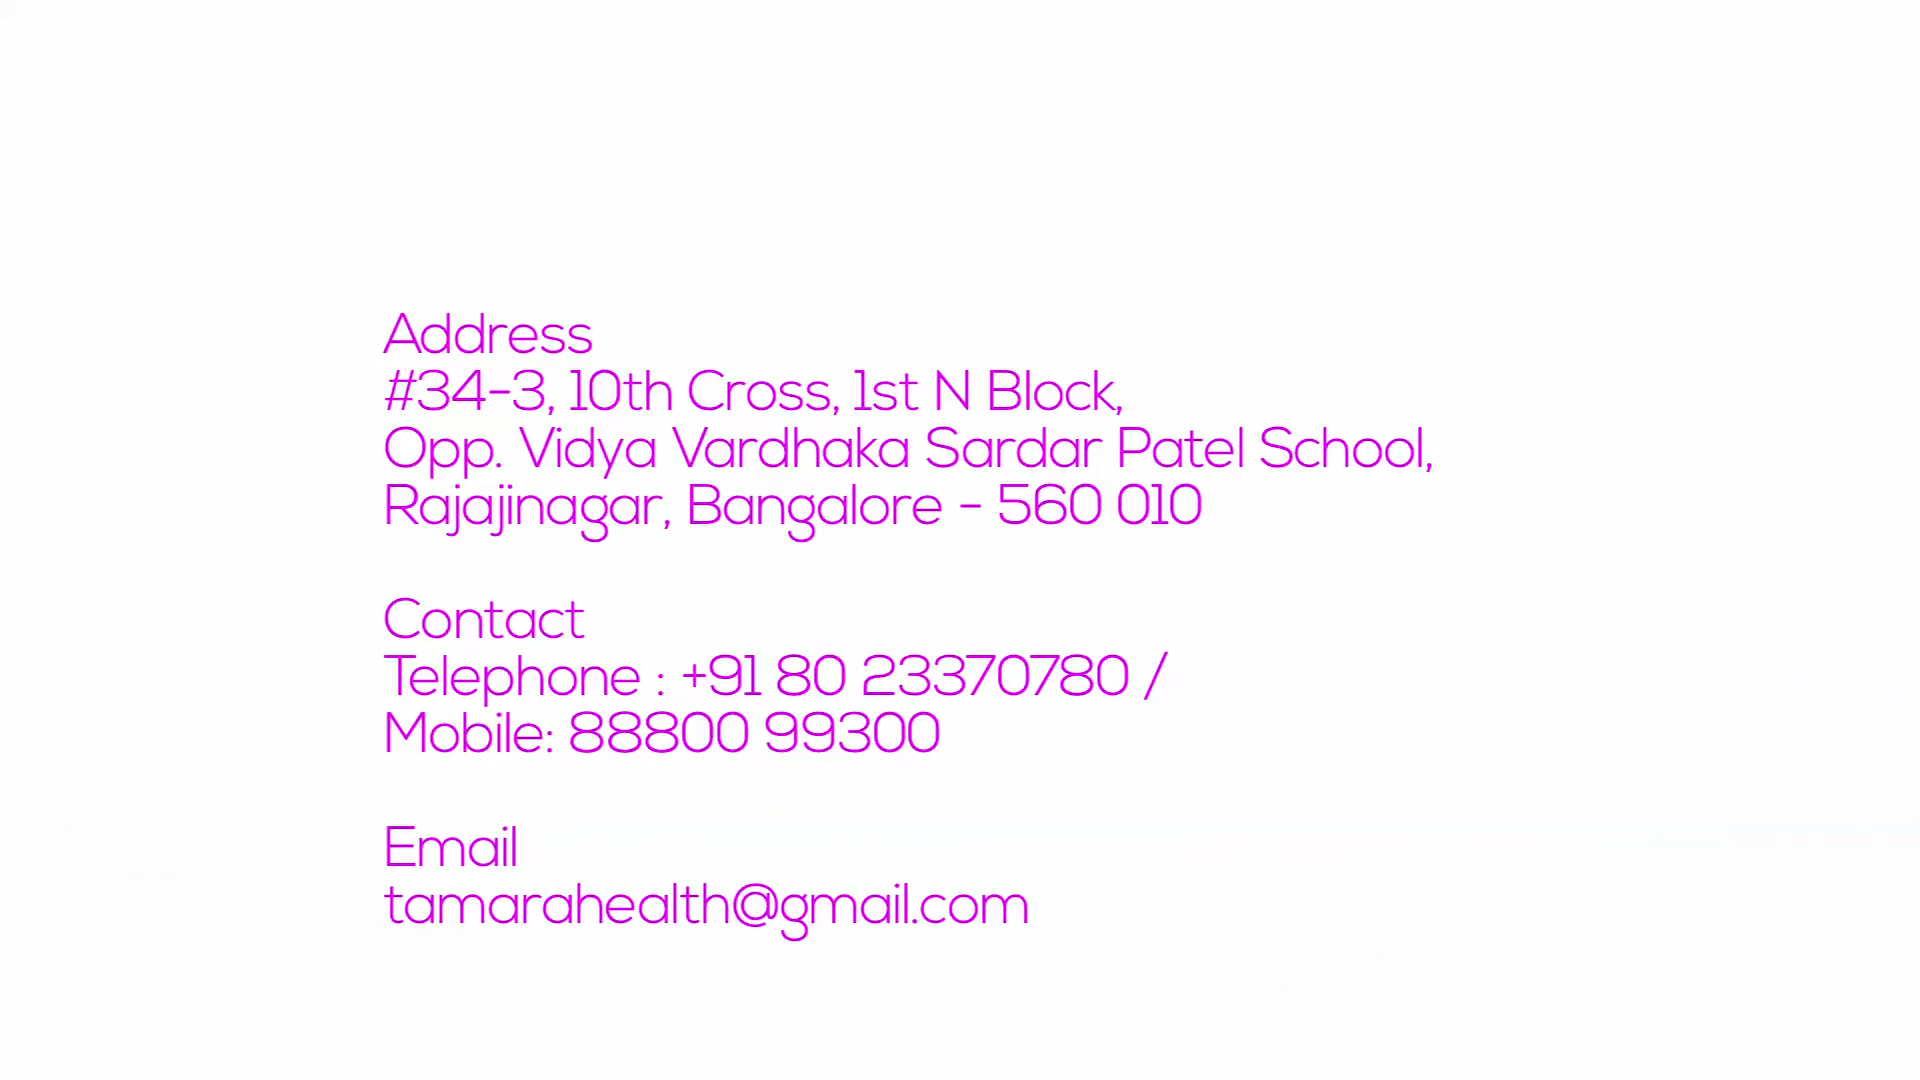 Address
#34-3, 10th Cross, 1st N Block,
Opp. Vidya Vardhaka Sardar Patel School,
Rajajinagar, Bangalore - 560 010
Contact
Telephone : +91 80 23370780 /
Mobile: 88800 99300
Email
tamarahealth@gmail.com